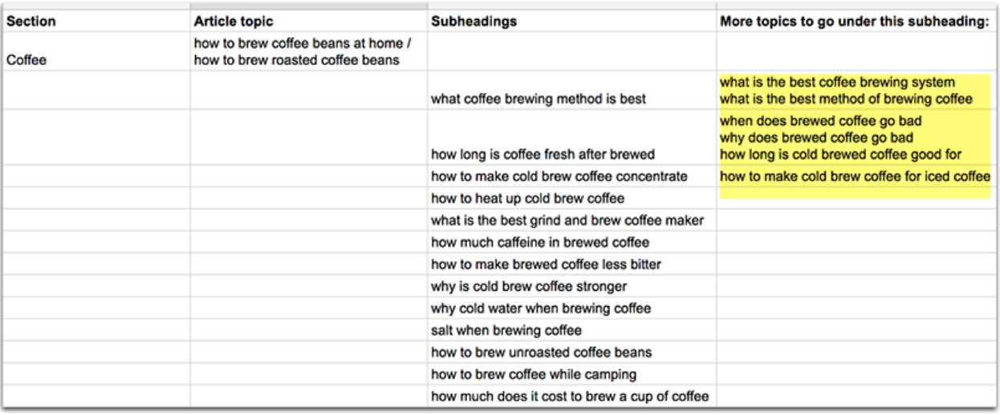 Section
Article topic
Subheadings
More topics to go under this subheading:
Coffee
how to brew coffee beans at home /
how to brew roasted coffee beans
what coffee brewing method is best
what is the best coffee brewing system
what is the best method of brewing coffee
how long is coffee fresh after brewed
when does brewed coffee go bad
why does brewed coffee go bad
how long is cold brewed coffee good for
how to make cold brew coffee concentrate
how to make cold brew coffee for iced coffee
how to heat up cold brew coffee
what is the best grind and brew coffee maker
how much caffeine in brewed coffee
how to make brewed coffee less bitter
why is cold brew coffee stronger
why cold water when brewing coffee
salt when brewing coffee
how to brew unroasted coffee beans
how to brew coffee while camping
how much does it cost to brew a cup of coffee